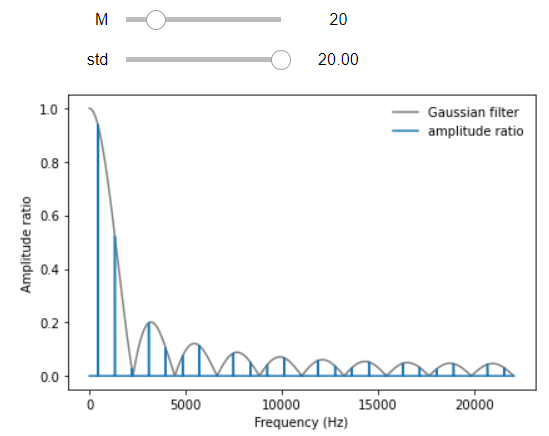 M 20
std 20.00
Gaussian filter
amplitude ratio
1.0
0.8
0.6
0.4
0.2
0.0
Amplitude ratio
0 5000 10000 15000 20000
Frequency (Hz)